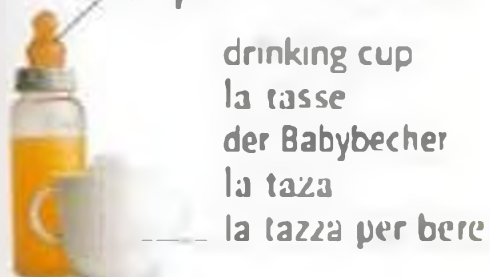 drinking cup
la tasse
der Babybecher
la taza
la tazza per bere